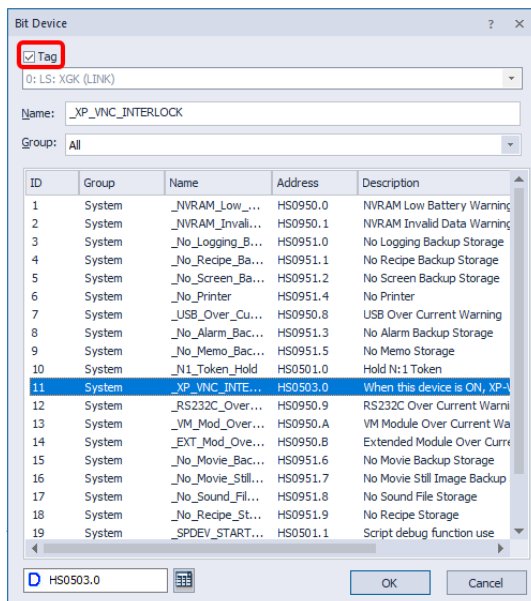 Bit Device ? ×
Tag
0: LS: XGK (LINK)
Name: _XP_VNC_INTERLOCK
Group: All
ID Group Name Address Description
1 System _NVRAM_Low_... HS0950.0 NVRAM Low Battery Warning
2 System _NVRAM_Invali... HS0950.1 NVRAM Invalid Data Warning
3 System _No_Logging_B... HS0951.0 No Logging Backup Storage
4 System _No_Recipe_Ba... HS0951.1 No Recipe Backup Storage
5 System _No_Screen_Ba... HS0951.2 No Screen Backup Storage
6 System _No_Printer HS0951.4 No Printer
7 System _USB_Over_Cu... HS0950.8 USB Over Current Warning
8 System _No_Alarm_Bac... HS0951.3 No Alarm Backup Storage
9 System _No_Memo_Bac... HS0951.5 No Memo Storage
10 System _N1_Token_Hold HS0501.0 Hold N:1 Token
11 System _XP_VNC_INTE... HS0503.0 When this device is ON, XP-V
12 System _RS232C_Over... HS0950.9 RS232C Over Current Warni
13 System _VM_Mod_Over... HS0950.A VM Module Over Current Wa
14 System _EXT_Mod_Ove... HS0950.B Extended Module Over Curre
15 System _No_Movie_Bac... HS0951.6 No Movie Backup Storage
16 System _No_Movie_Still... HS0951.7 No Movie Still Image Backup
17 System _No_Sound_Fil... HS0951.8 No Sound File Storage
18 System _No_Recipe_St... HS0951.9 No Recipe Storage
19 System _SPDEV_START... HS0501.1 Script debug function use
D HS0503.0 OK Cancel